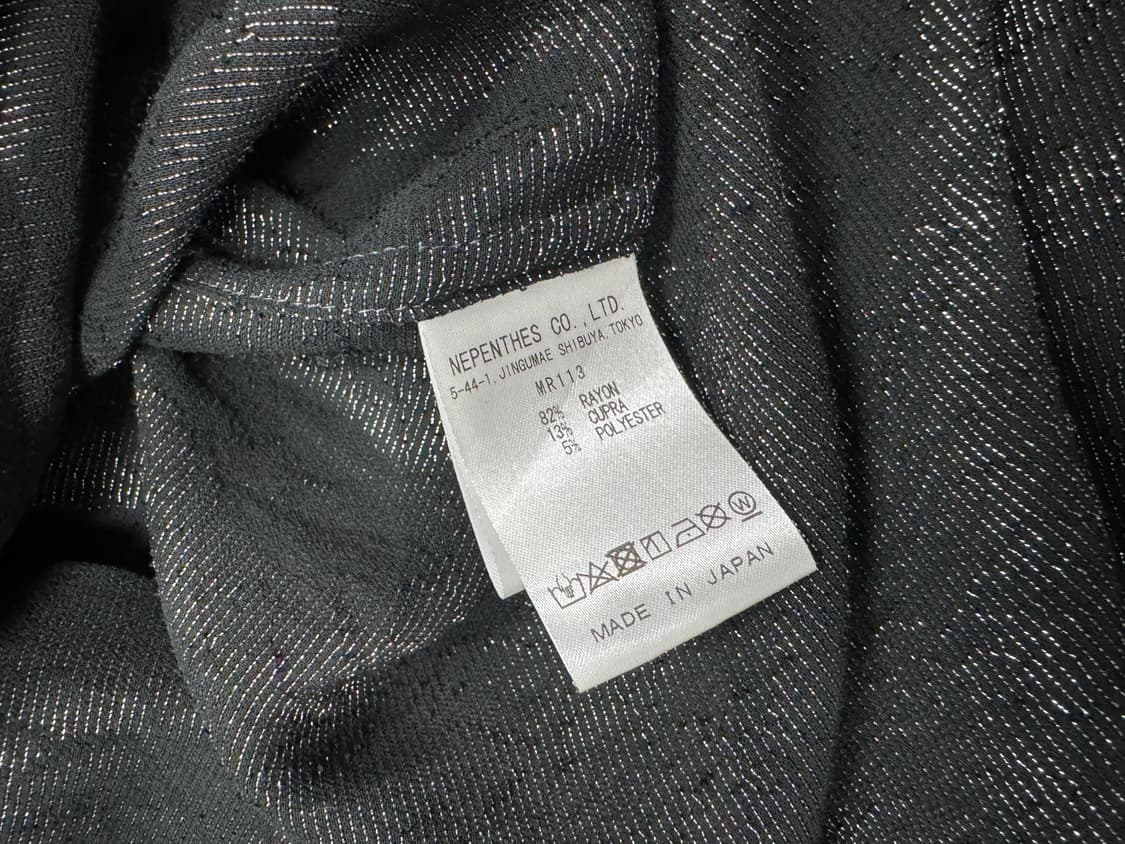 NEPENTHES CO.,LTD.
5-44-1, JINGUMAE SHIBUYA, TOKYO
MR113
82% RAYON
13% CUPRA
5% POLYESTER
W
MADE IN JAPAN